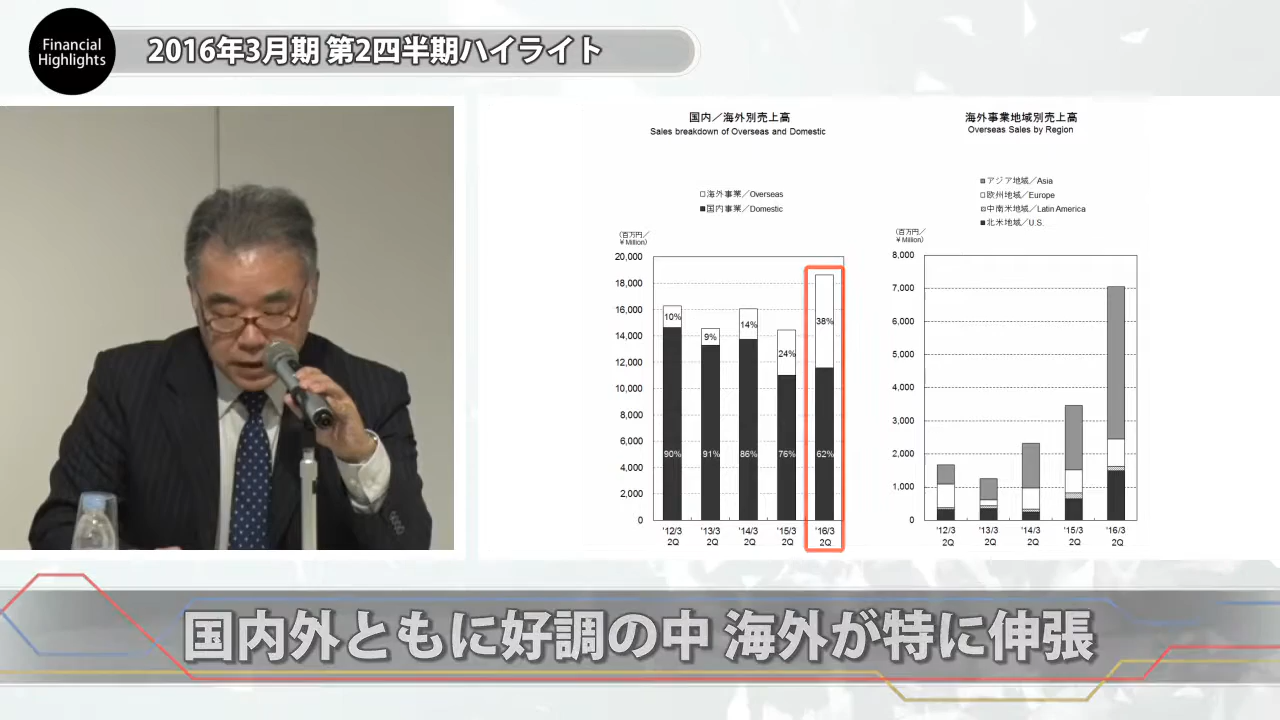 Financial
Highlights
2016年3月期 第2四半期ハイライト
国内／海外別売上高
Sales breakdown of Overseas and Domestic
□海外事業／Overseas
■国内事業／Domestic
（百万円／
￥Million）
20,000
18,000
16,000
14,000
12,000
10,000
8,000
6,000
4,000
2,000
0
10%
9%
14%
24%
38%
90%
91%
86%
76%
62%
'12/3 '13/3 '14/3 '15/3 '16/3
2Q 2Q 2Q 2Q 2Q
海外事業地域別売上高
Overseas Sales by Region
アジア地域／Asia
欧州地域／Europe
中南米地域／Latin America
北米地域／U.S.
（百万円／
￥Million）
8,000
7,000
6,000
5,000
4,000
3,000
2,000
1,000
0
'12/3 '13/3 '14/3 '15/3 '16/3
2Q 2Q 2Q 2Q 2Q
国内外ともに好調の中 海外が特に伸張